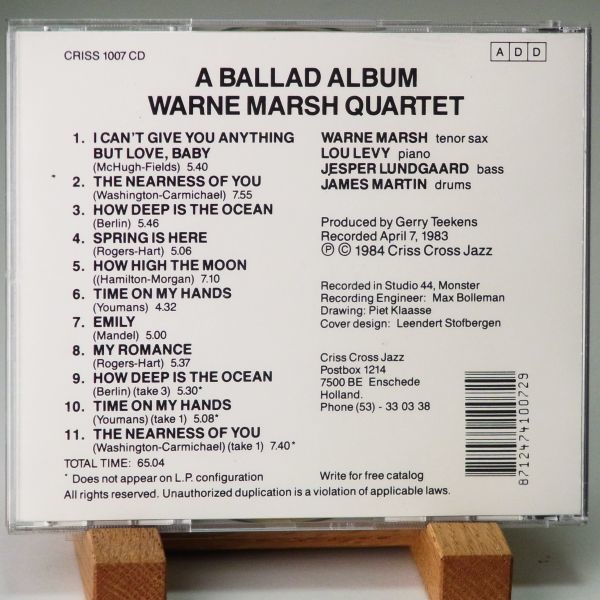 CRISS 1007 CD
A D D
A BALLAD ALBUM
WARNE MARSH QUARTET
1. I CAN'T GIVE YOU ANYTHING
BUT LOVE, BABY
(McHugh-Fields) 5.40
2. THE NEARNESS OF YOU
(Washington-Carmichael) 7.55
3. HOW DEEP IS THE OCEAN
(Berlin) 5.46
4. SPRING IS HERE
(Rogers-Hart) 5.06
5. HOW HIGH THE MOON
((Hamilton-Morgan) 7.10
6. TIME ON MY HANDS
(Youmans) 4.32
7. EMILY
(Mandel) 5.00
8. MY ROMANCE
(Rogers-Hart) 5.37
9. HOW DEEP IS THE OCEAN
(Berlin) (take 3) 5.30*
10. TIME ON MY HANDS
(Youmans) (take 1) 5.08*
11. THE NEARNESS OF YOU
(Washington-Carmichael) (take 1) 7.40*
TOTAL TIME: 65.04
* Does not appear on L.P. configuration
WARNE MARSH tenor sax
LOU LEVY piano
JESPER LUNDGAARD bass
JAMES MARTIN drums
Produced by Gerry Teekens
Recorded April 7, 1983
℗ © 1984 Criss Cross Jazz
Recorded in Studio 44, Monster
Recording Engineer: Max Bolleman
Drawing: Piet Klaasse
Cover design: Leendert Stofbergen
Criss Cross Jazz
Postbox 1214
7500 BE Enschede
Holland.
Phone (53) - 33 03 38
Write for free catalog
8712474100729
All rights reserved. Unauthorized duplication is a violation of applicable laws.